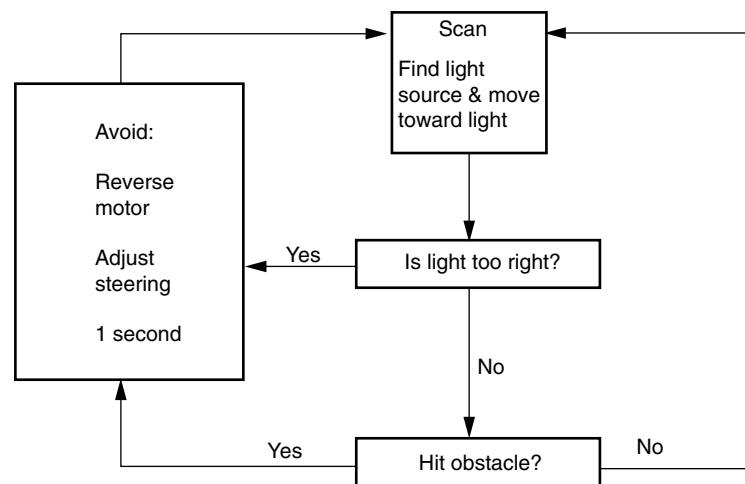 Scan
Find light
source & move
toward light
Avoid:
Reverse
motor
Adjust
steering
1 second
Yes
Is light too right?
No
Yes
Hit obstacle?
No